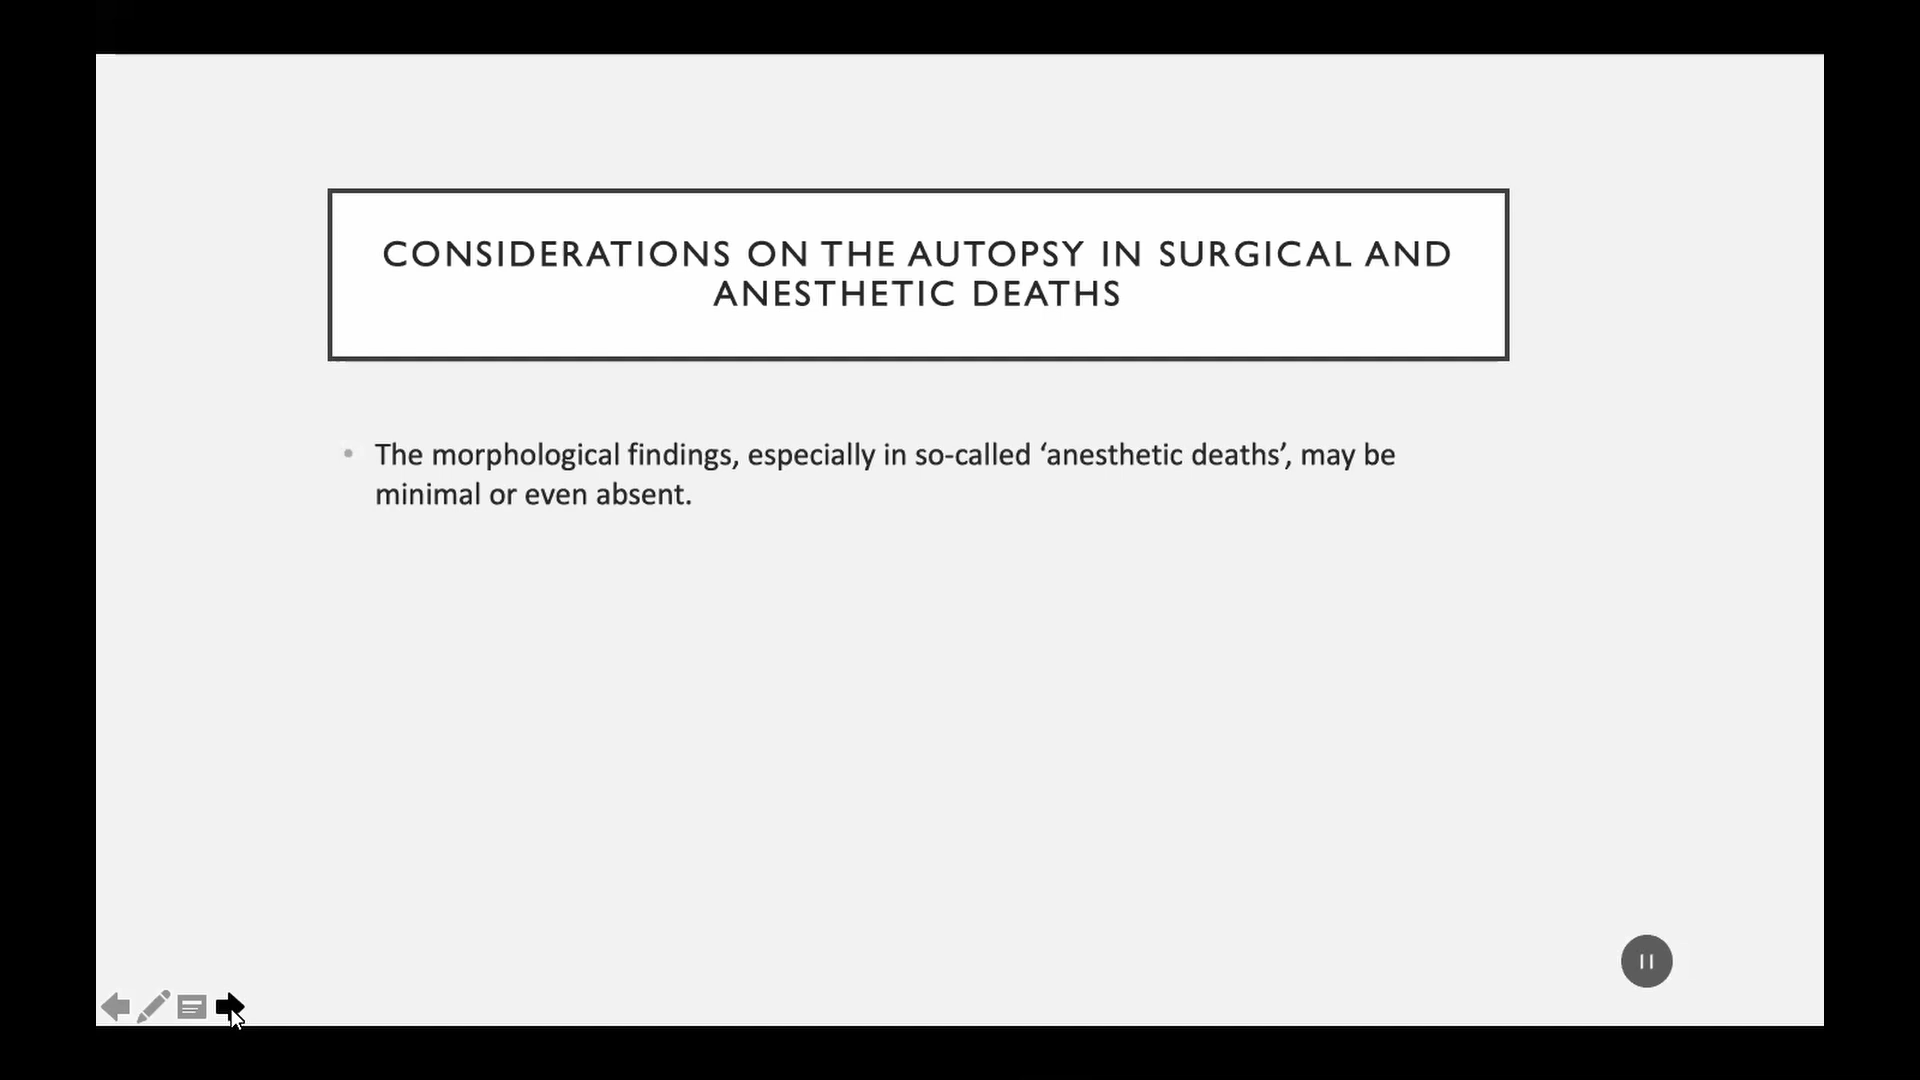 CONSIDERATIONS ON THE AUTOPSY IN SURGICAL AND
ANESTHETIC DEATHS
• The morphological findings, especially in so-called ‘anesthetic deaths’, may be
minimal or even absent.
11